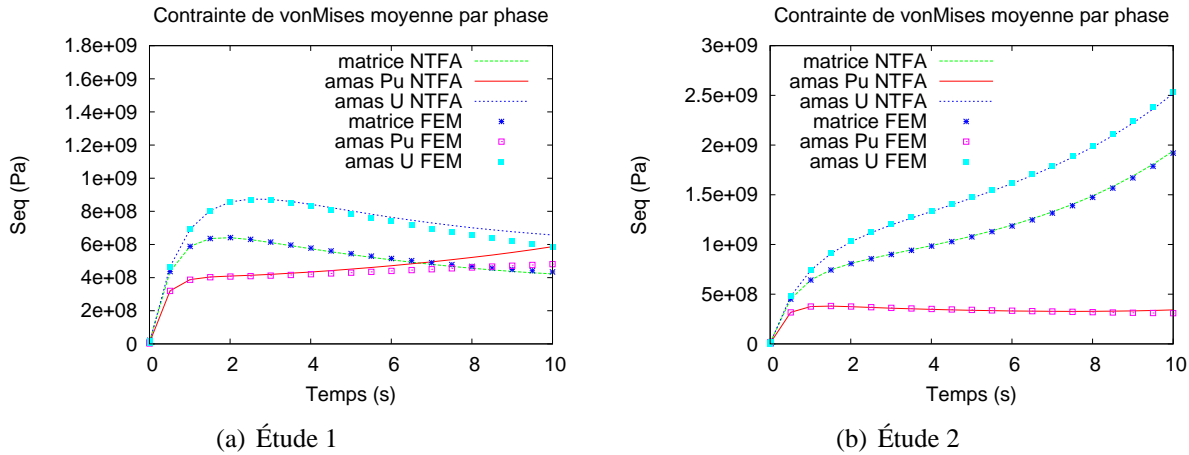 Contrainte de vonMises moyenne par phase
1.8e+09
1.6e+09
1.4e+09
1.2e+09
1e+09
8e+08
6e+08
4e+08
2e+08
0
Seq (Pa)
matrice NTFA
amas Pu NTFA
amas U NTFA
matrice FEM
amas Pu FEM
amas U FEM
0 2 4 6 8 10
Temps (s)
(a) Étude 1
Contrainte de vonMises moyenne par phase
3e+09
2.5e+09
2e+09
1.5e+09
1e+09
5e+08
0
Seq (Pa)
matrice NTFA
amas Pu NTFA
amas U NTFA
matrice FEM
amas Pu FEM
amas U FEM
0 2 4 6 8 10
Temps (s)
(b) Étude 2